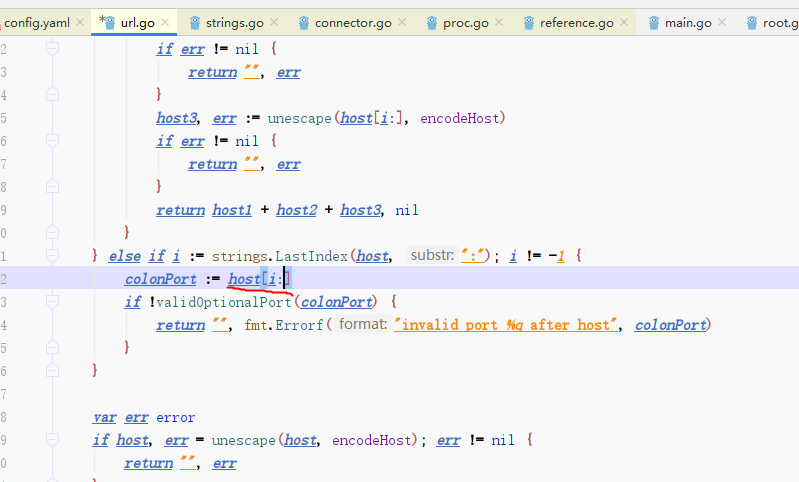 config.yaml × *url.go × strings.go × connector.go × proc.go × reference.go × main.go × root.g
2 if err != nil {
3 return "", err
4 }
5 host3, err := unescape(host[i:], encodeHost)
6 if err != nil {
7 return "", err
8 }
9 return host1 + host2 + host3, nil
0 }
1 } else if i := strings.LastIndex(host, substr: ":"); i != -1 {
2 colonPort := host[i:]
3 if !validOptionalPort(colonPort) {
4 return "", fmt.Errorf( format: "invalid port %q after host", colonPort)
5 }
6 }
7
8 var err error
9 if host, err = unescape(host, encodeHost); err != nil {
0 return "", err